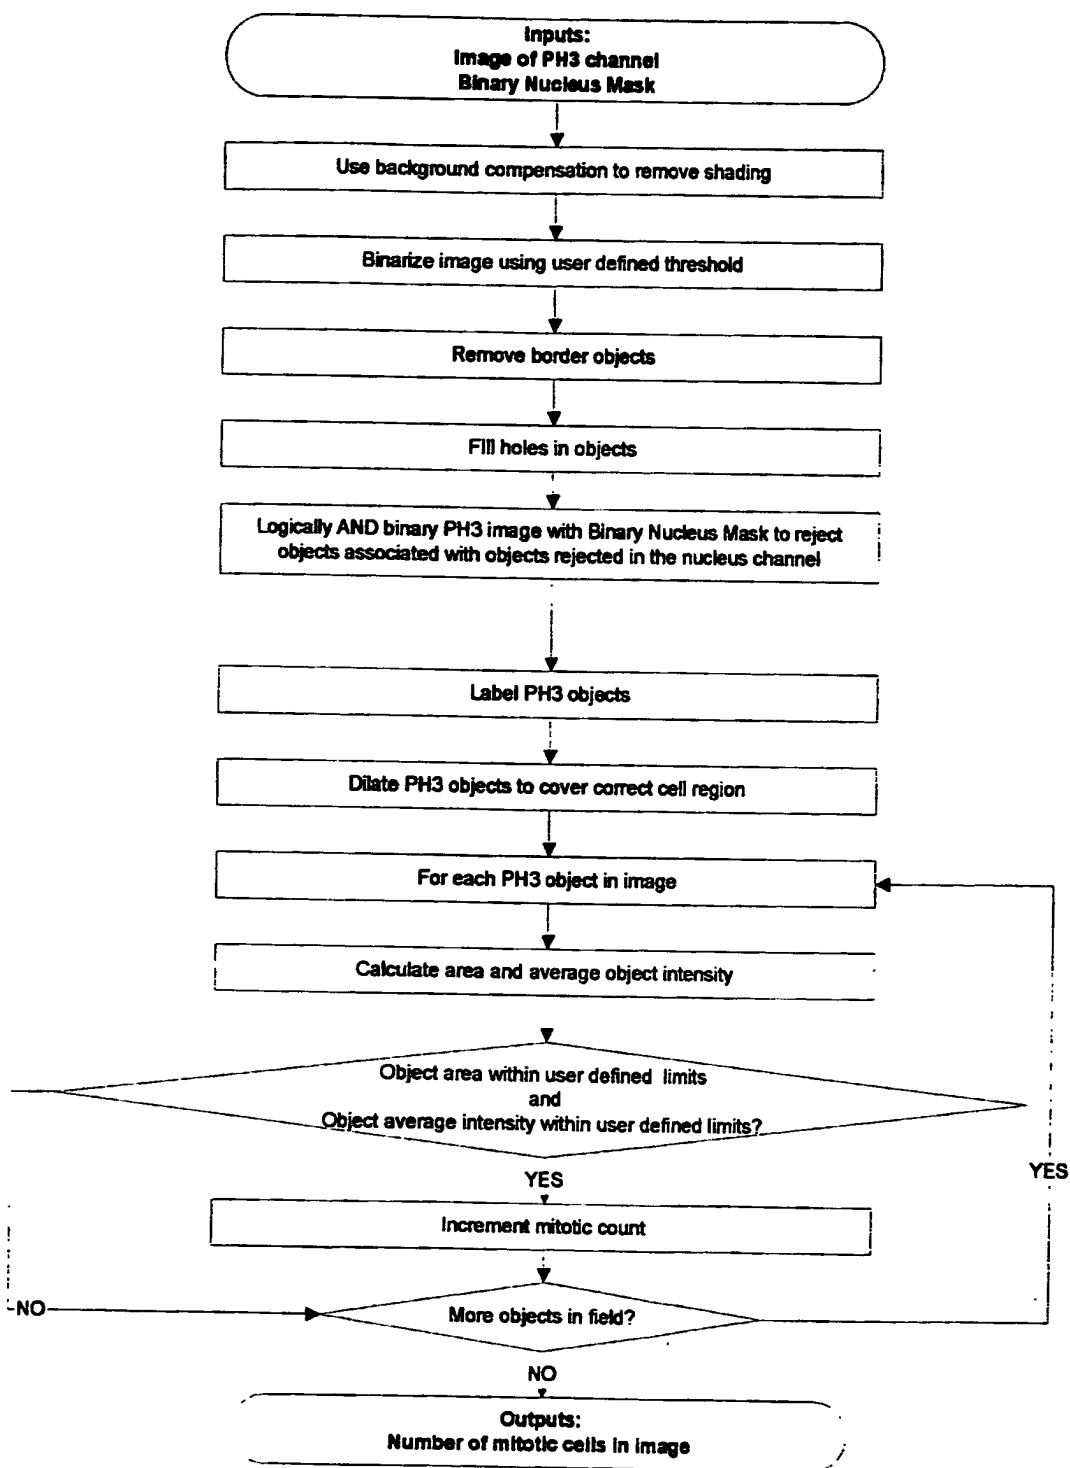 Inputs:
Image of PH3 channel
Binary Nucleus Mask
Use background compensation to remove shading
Binarize image using user defined threshold
Remove border objects
Fill holes in objects
Logically AND binary PH3 image with Binary Nucleus Mask to reject
objects associated with objects rejected in the nucleus channel
Label PH3 objects
Dilate PH3 objects to cover correct cell region
For each PH3 object in image
Calculate area and average object intensity
Object area within user defined limits
and
Object average intensity within user defined limits?
YES
YES
Increment mitotic count
NO
More objects in field?
NO
Outputs:
Number of mitotic cells in image